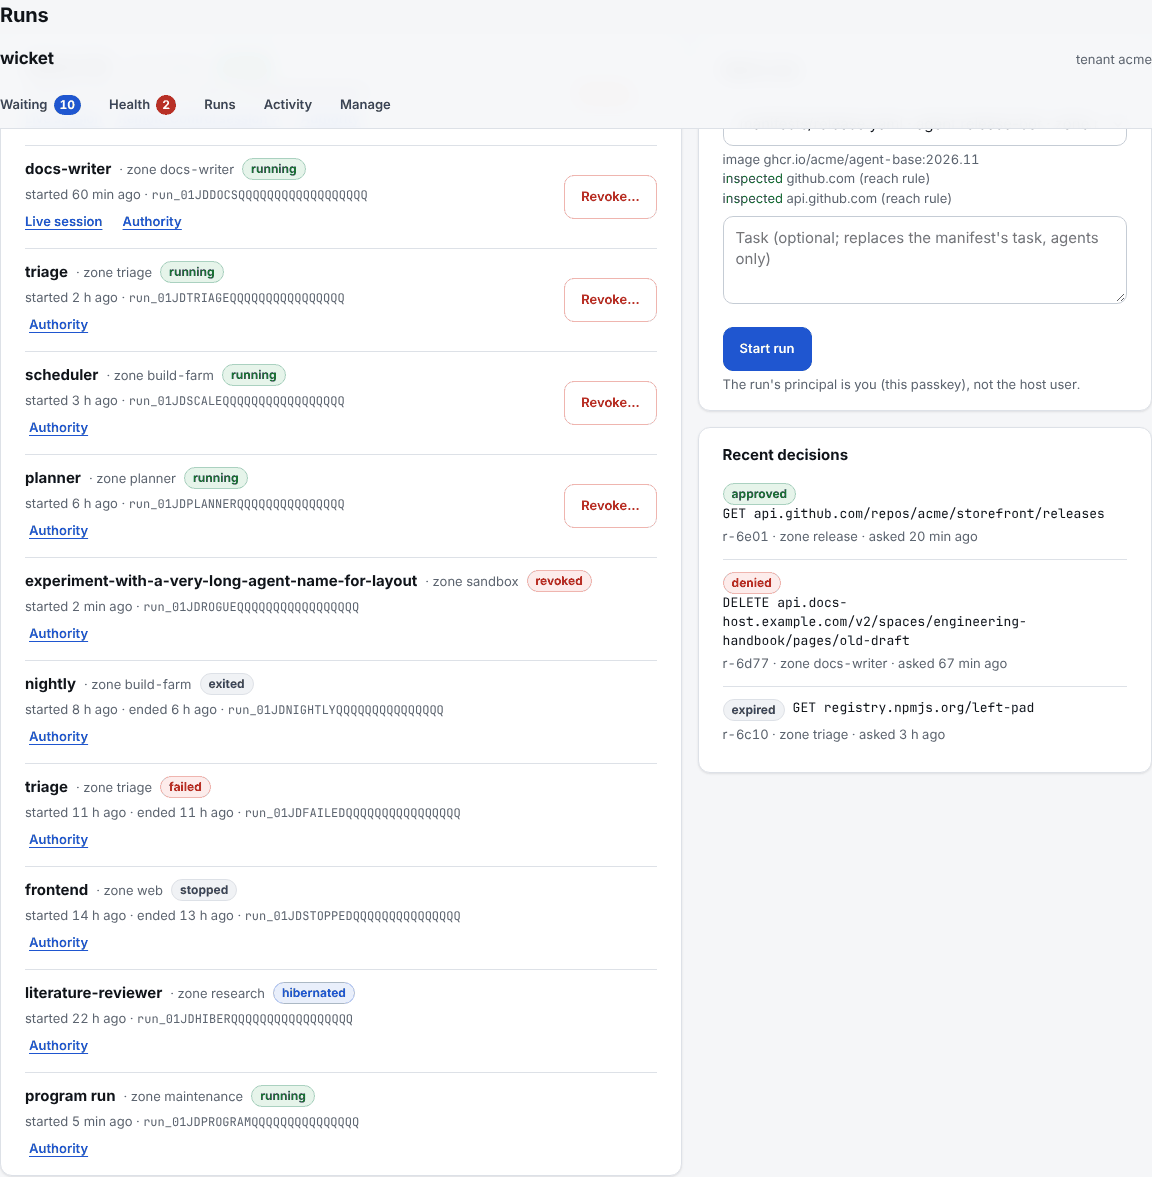 Runs
wicket
tenant acme
Waiting 10 Health 2 Runs Activity Manage
docs-writer · zone docs-writer running
started 60 min ago · run_01JDDOCSQQQQQQQQQQQQQQQQQQ
Revoke...
Live session Authority
triage · zone triage running
started 2 h ago · run_01JDTRIAGEQQQQQQQQQQQQQQQQ
Revoke...
Authority
scheduler · zone build-farm running
started 3 h ago · run_01JDSCALEQQQQQQQQQQQQQQQQQ
Revoke...
Authority
planner · zone planner running
started 6 h ago · run_01JDPLANNERQQQQQQQQQQQQQQQ
Revoke...
Authority
experiment-with-a-very-long-agent-name-for-layout · zone sandbox revoked
started 2 min ago · run_01JDROGUEQQQQQQQQQQQQQQQQQ
Authority
nightly · zone build-farm exited
started 8 h ago · ended 6 h ago · run_01JDNIGHTLYQQQQQQQQQQQQQQQ
Authority
triage · zone triage failed
started 11 h ago · ended 11 h ago · run_01JDFAILEDQQQQQQQQQQQQQQQQ
Authority
frontend · zone web stopped
started 14 h ago · ended 13 h ago · run_01JDSTOPPEDQQQQQQQQQQQQQQQ
Authority
literature-reviewer · zone research hibernated
started 22 h ago · run_01JDHIBERQQQQQQQQQQQQQQQQQ
Authority
program run · zone maintenance running
started 5 min ago · run_01JDPROGRAMQQQQQQQQQQQQQQQ
Authority
image ghcr.io/acme/agent-base:2026.11
inspected github.com (reach rule)
inspected api.github.com (reach rule)
Task (optional; replaces the manifest's task, agents
only)
Start run
The run's principal is you (this passkey), not the host user.
Recent decisions
approved
GET api.github.com/repos/acme/storefront/releases
r-6e01 · zone release · asked 20 min ago
denied
DELETE api.docs-
host.example.com/v2/spaces/engineering-
handbook/pages/old-draft
r-6d77 · zone docs-writer · asked 67 min ago
expired GET registry.npmjs.org/left-pad
r-6c10 · zone triage · asked 3 h ago